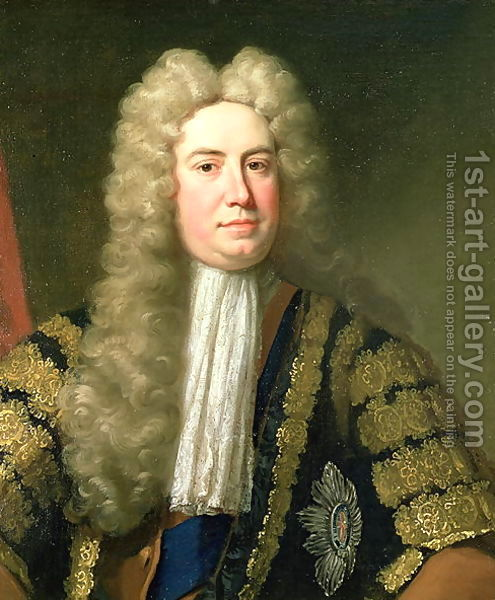 1st-art-gallery.com
This watermark does not appear on the painting